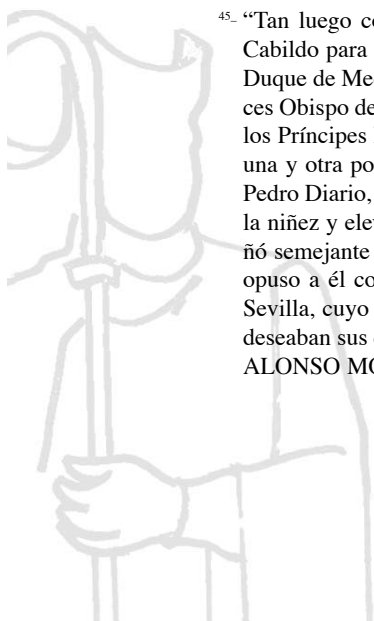 45_ “Tan luego co
Cabildo para
Duque de Me
ces Obispo de
los Príncipes
una y otra po
Pedro Diario,
la niñez y elev
ñó semejante
opuso a él co
Sevilla, cuyo
deseaban sus
ALONSO MO